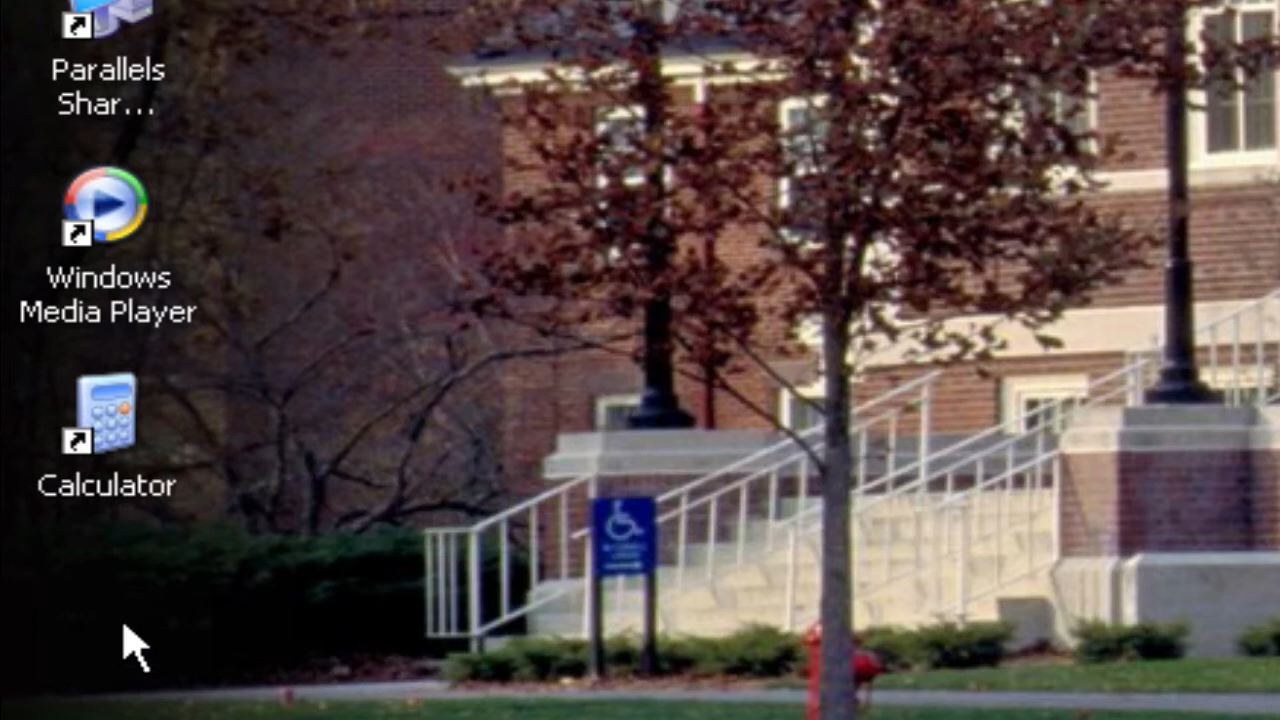 Parallels
Shar...
Windows
Media Player
Calculator